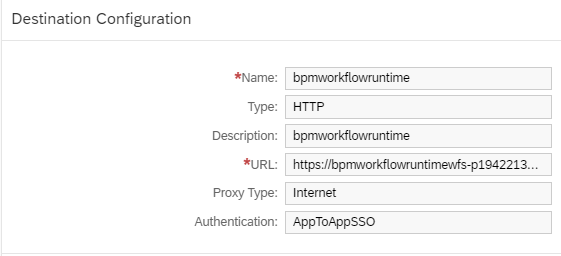 Destination Configuration
*Name: bpmworkflowruntime
Type: HTTP
Description: bpmworkflowruntime
*URL: https://bpmworkflowruntimewfs-p1942213...
Proxy Type: Internet
Authentication: AppToAppSSO